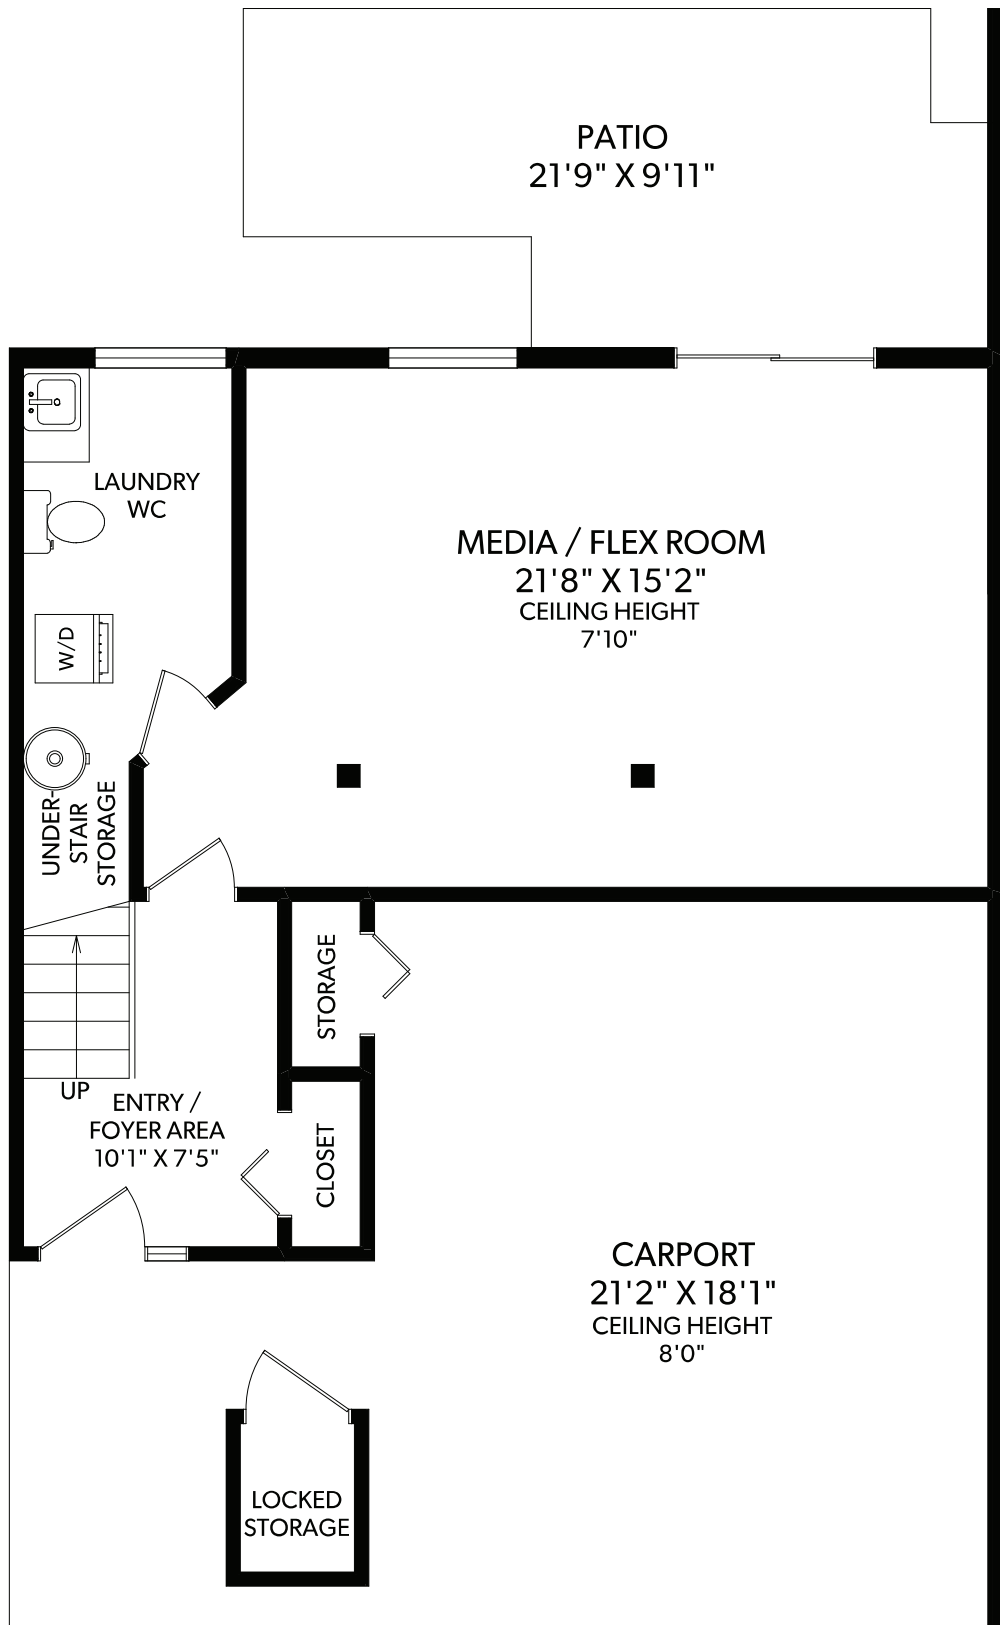 PATIO
21'9" X 9'11"
LAUNDRY
WC
MEDIA / FLEX ROOM
21'8" X 15'2"
CEILING HEIGHT
7'10"
W/D
UNDER-
STAIR
STORAGE
STORAGE
UP
ENTRY /
FOYER AREA
10'1" X 7'5"
CLOSET
CARPORT
21'2" X 18'1"
CEILING HEIGHT
8'0"
LOCKED
STORAGE